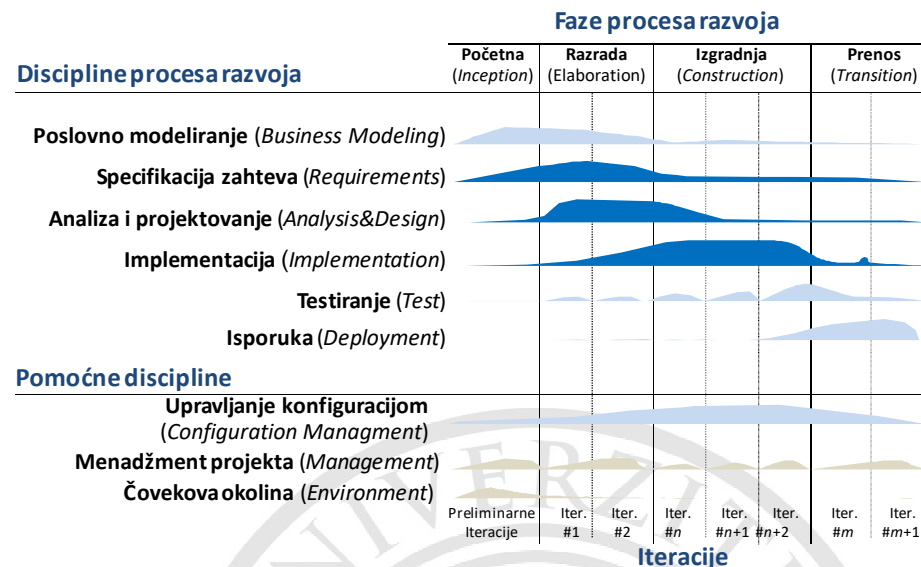 Faze procesa razvoja
Discipline procesa razvoja
Početna
(Inception)
Razrada
(Elaboration)
Izgradnja
(Construction)
Prenos
(Transition)
Poslovno modeliranje (Business Modeling)
Specifikacija zahteva (Requirements)
Analiza i projektovanje (Analysis&Design)
Implementacija (Implementation)
Testiranje (Test)
Isporuka (Deployment)
Pomoćne discipline
Upravljanje konfiguracijom
(Configuration Managment)
Menadžment projekta (Management)
Čovekova okolina (Environment)
Preliminarne
Iteracije
Iter.
#1
Iter.
#2
Iter.
#n
Iter.
#n+1
Iter.
#n+2
Iter.
#m
Iter.
#m+1
Iteracije
UNIVERZIT